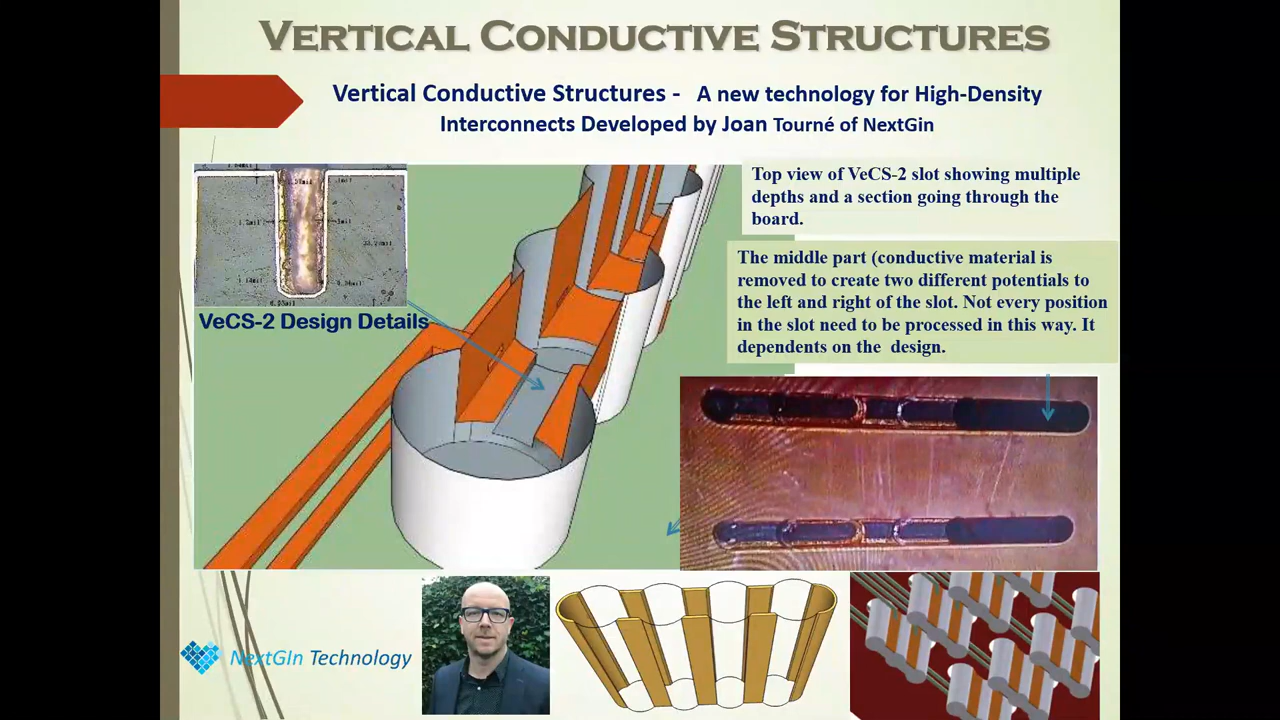 VERTICAL CONDUCTIVE STRUCTURES
Vertical Conductive Structures - A new technology for High-Density
Interconnects Developed by Joan Tourné of NextGin
Top view of VeCS-2 slot showing multiple
depths and a section going through the
board.
The middle part (conductive material is
removed to create two different potentials to
the left and right of the slot. Not every position
in the slot need to be processed in this way. It
dependents on the design.
VeCS-2 Design Details
NextGIn Technology